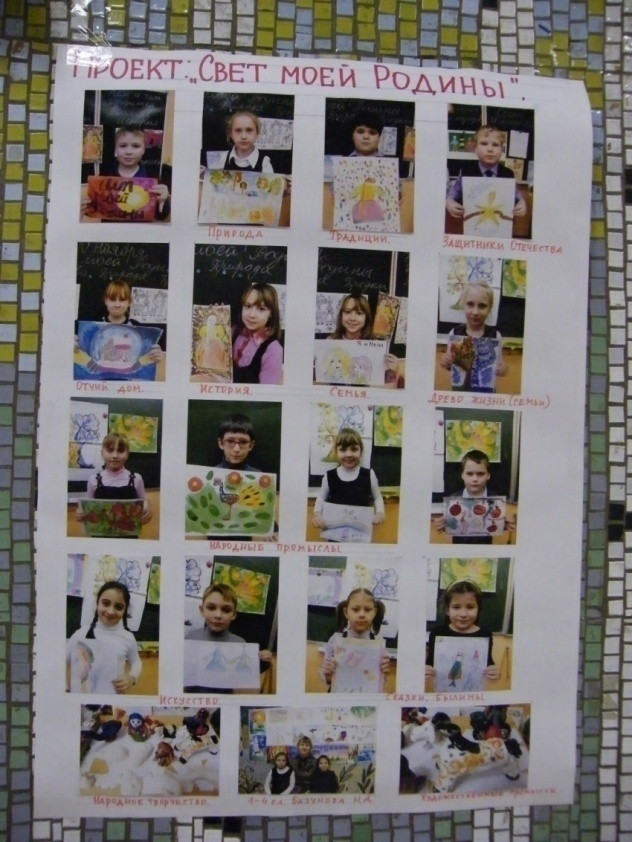 ПРОЕКТ: „СВЕТ МОЕЙ РОДИНЫ".
ПРИРОДА
ТРАДИЦИИ.
ЗАЩИТНИКИ ОТЕЧЕСТВА
ОТЧИЙ ДОМ.
ИСТОРИЯ.
СЕМЬЯ.
ДРЕВО ЖИЗНИ (СЕМЬИ)
НАРОДНЫЕ ПРОМЫСЛЫ
ИСКУССТВО.
СКАЗКИ, БЫЛИНЫ
НАРОДНОЕ ТВОРЧЕСТВО.
1-4 КЛ. БАЗУНОВА Н.А.
ХУДОЖЕСТВЕННЫЕ ПРОМЫСЛЫ.